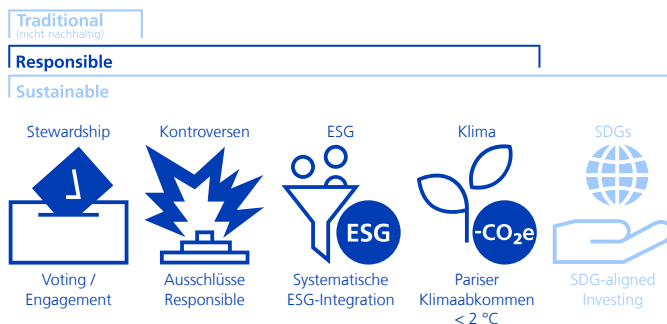 Traditional
(nicht nachhaltig)
Responsible
Sustainable
Stewardship
Kontroversen
ESG
Klima
SDGs
ESG
-CO₂e
Voting /
Engagement
Ausschlüsse
Responsible
Systematische
ESG-Integration
Pariser
Klimaabkommen
< 2 °C
SDG-aligned
Investing